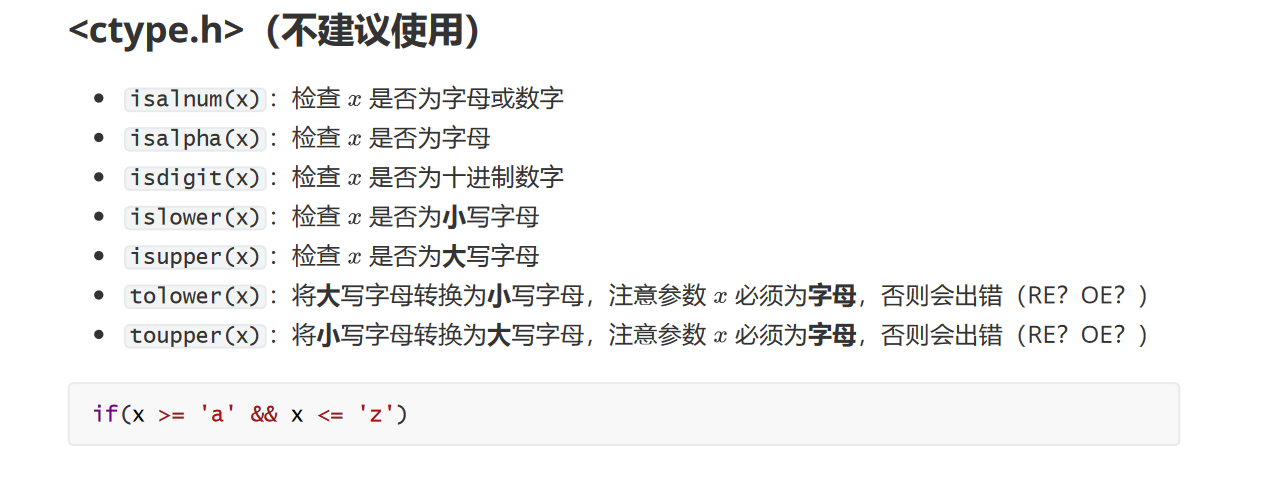 <ctype.h>（不建议使用）
isalnum(x)：检查 x 是否为字母或数字
isalpha(x)：检查 x 是否为字母
isdigit(x)：检查 x 是否为十进制数字
islower(x)：检查 x 是否为小写字母
isupper(x)：检查 x 是否为大写字母
tolower(x)：将大写字母转换为小写字母，注意参数 x 必须为字母，否则会出错（RE？OE？）
toupper(x)：将小写字母转换为大写字母，注意参数 x 必须为字母，否则会出错（RE？OE？）
if(x >= 'a' && x <= 'z')